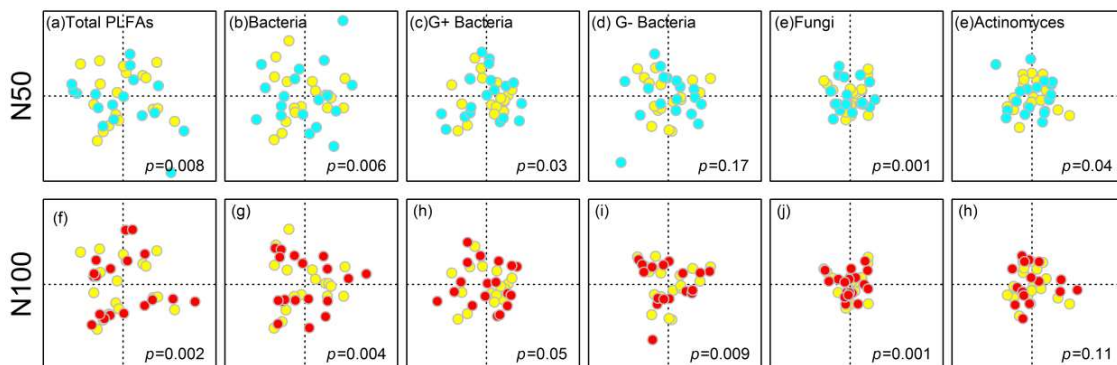 (a)Total PLFAs
(b)Bacteria
(c)G+ Bacteria
(d) G- Bacteria
(e)Fungi
(e)Actinomyces
N50
p=0.008
p=0.006
p=0.03
p=0.17
p=0.001
p=0.04
(f)
(g)
(h)
(i)
(j)
(h)
N100
p=0.002
p=0.004
p=0.05
p=0.009
p=0.001
p=0.11